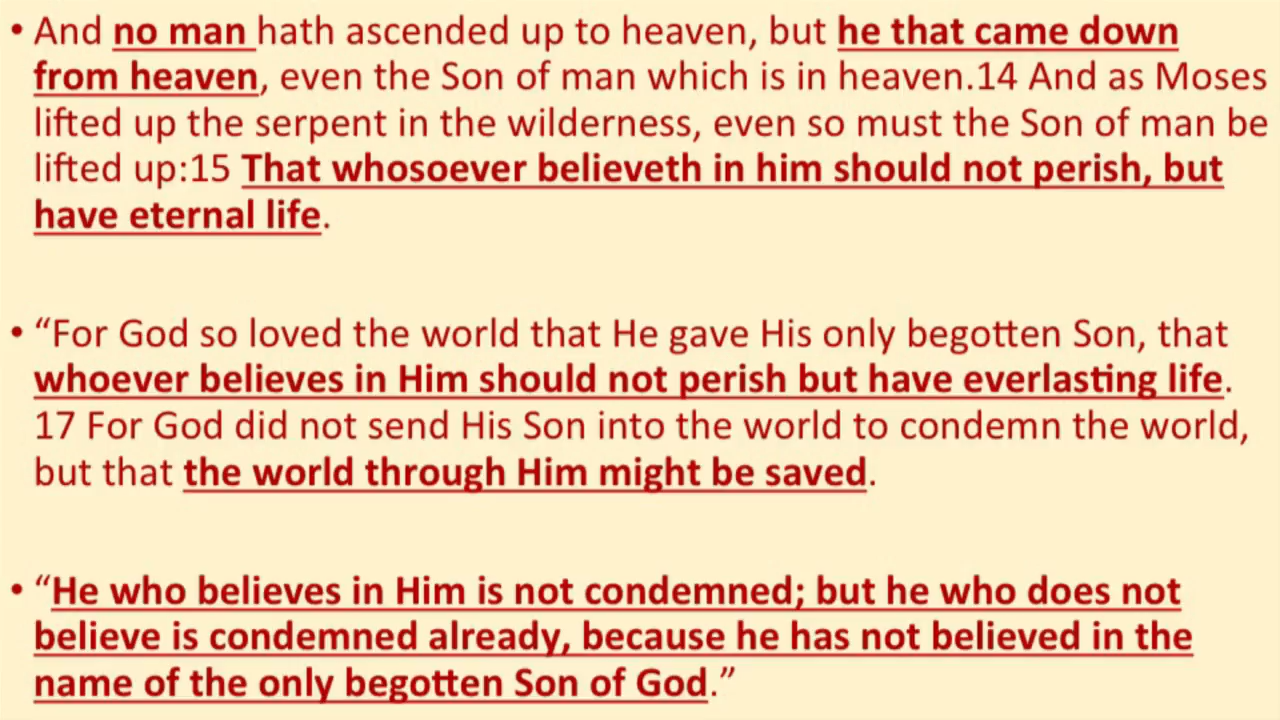 • And no man hath ascended up to heaven, but he that came down
from heaven, even the Son of man which is in heaven.14 And as Moses
lifted up the serpent in the wilderness, even so must the Son of man be
lifted up:15 That whosoever believeth in him should not perish, but
have eternal life.
• “For God so loved the world that He gave His only begotten Son, that
whoever believes in Him should not perish but have everlasting life.
17 For God did not send His Son into the world to condemn the world,
but that the world through Him might be saved.
• “He who believes in Him is not condemned; but he who does not
believe is condemned already, because he has not believed in the
name of the only begotten Son of God.”